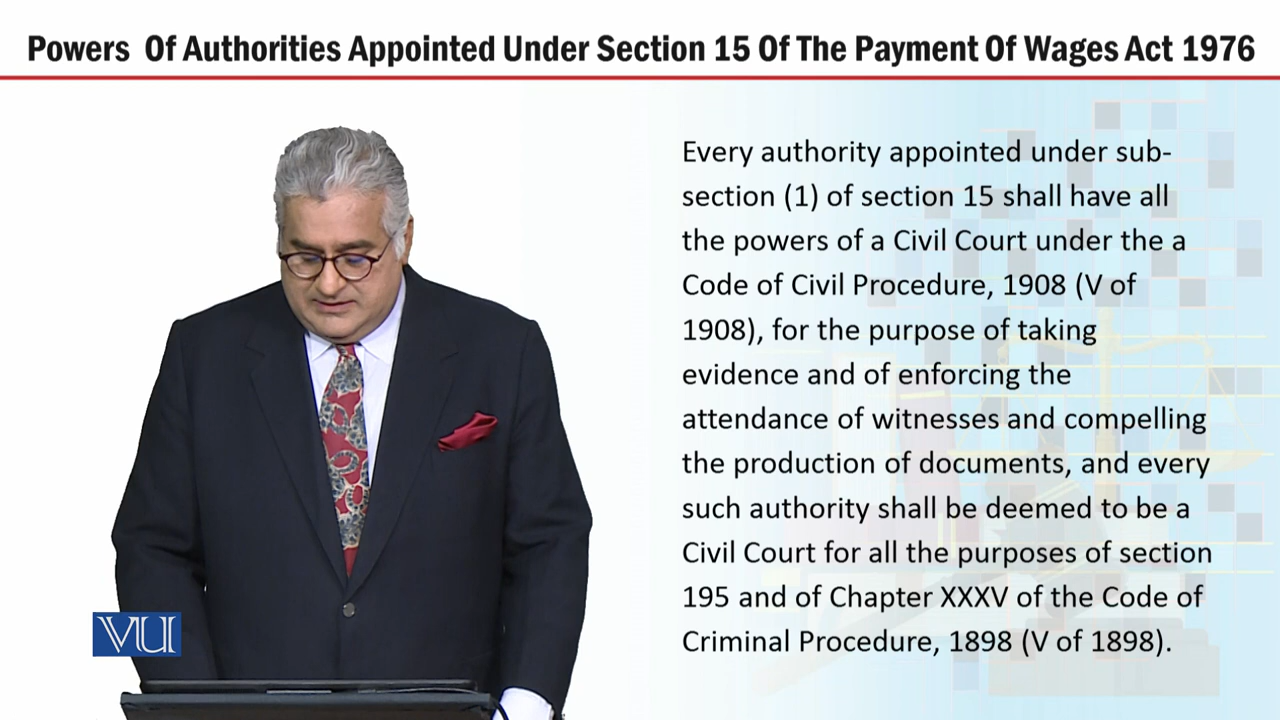 Powers Of Authorities Appointed Under Section 15 Of The Payment Of Wages Act 1976
Every authority appointed under sub-
section (1) of section 15 shall have all
the powers of a Civil Court under the a
Code of Civil Procedure, 1908 (V of
1908), for the purpose of taking
evidence and of enforcing the
attendance of witnesses and compelling
the production of documents, and every
such authority shall be deemed to be a
Civil Court for all the purposes of section
195 and of Chapter XXXV of the Code of
Criminal Procedure, 1898 (V of 1898).
VU